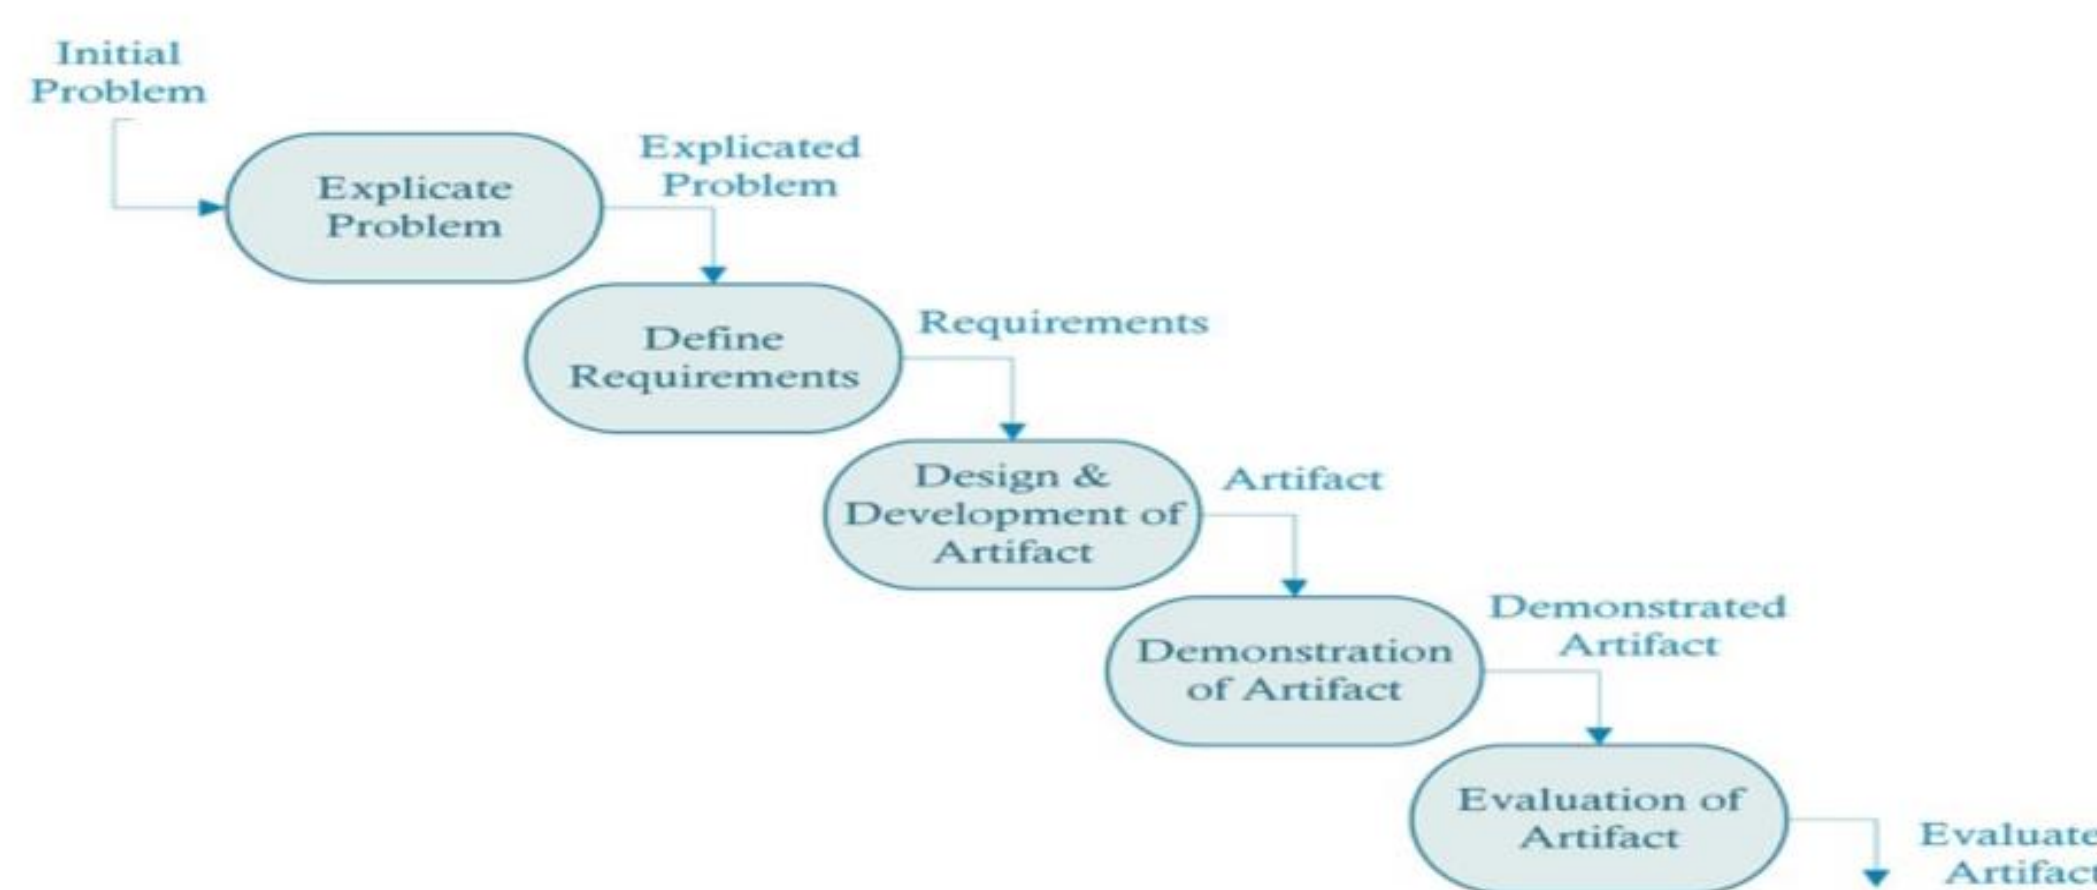 Initial
Problem
Explicate
Problem
Explicated
Problem
Define
Requirements
Requirements
Design &
Development of
Artifact
Artifact
Demonstration
of Artifact
Demonstrated
Artifact
Evaluation of
Artifact
Evaluate
Artifact